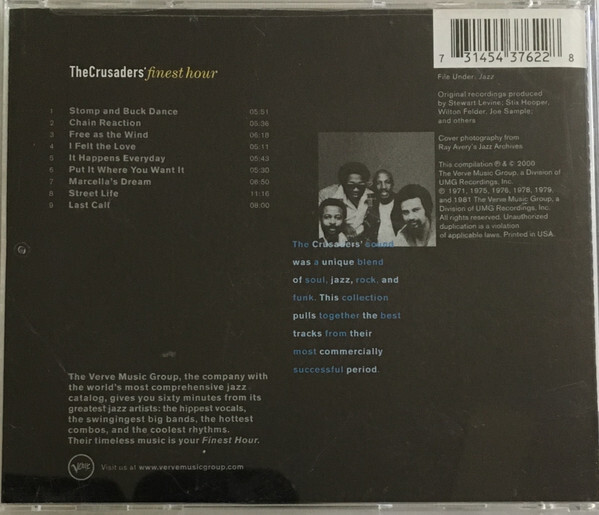 TheCrusaders' finest hour
1 Stomp and Buck Dance 05:51
2 Chain Reaction 05:36
3 Free as the Wind 06:19
4 I Felt the Love 05:11
5 It Happens Everyday 05:43
6 Put It Where You Want It 05:30
7 Marcella's Dream 06:50
8 Street Life 11:16
9 Last Call 08:00
7 31454 37622 8
File Under: Jazz
Original recordings produced
by Stewart Levine; Stix Hooper,
Wilton Felder, Joe Sample;
and others
Cover photography from
Ray Avery's Jazz Archives
This compilation ℗ & © 2000
The Verve Music Group, a Division of
UMG Recordings, Inc.
℗ 1971, 1975, 1976, 1978, 1979,
and 1981 The Verve Music Group, a
Division of UMG Recordings, Inc.
All rights reserved. Unauthorized
duplication is a violation
of applicable laws. Printed in USA.
The Crusaders' sound
was a unique blend
of soul, jazz, rock, and
funk. This collection
pulls together the best
tracks from their
most commercially
successful period.
The Verve Music Group, the company with
the world's most comprehensive jazz
catalog, gives you sixty minutes from its
greatest jazz artists: the hippest vocals,
the swingingest big bands, the hottest
combos, and the coolest rhythms.
Their timeless music is your Finest Hour.
Verve
Visit us at www.vervemusicgroup.com